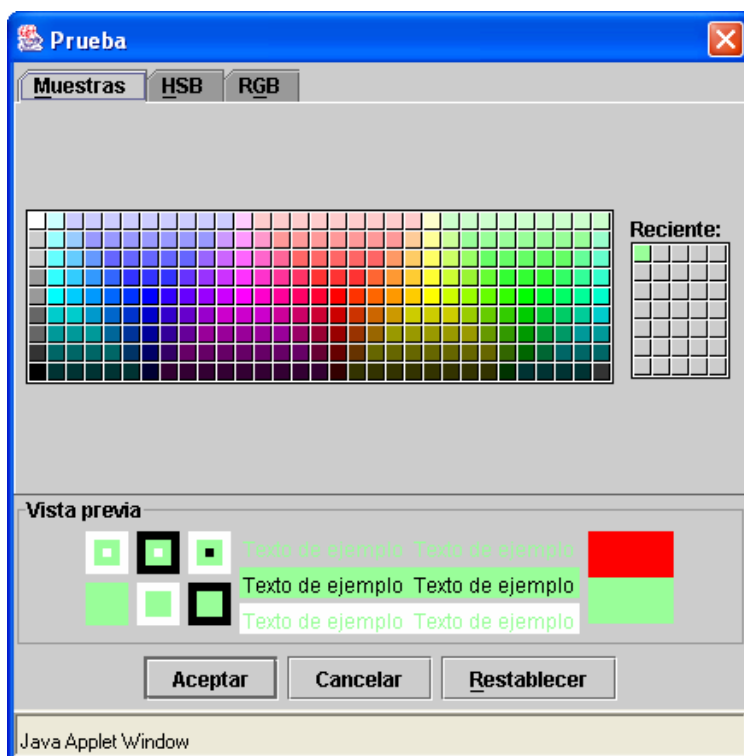 Prueba
Muestras HSB RGB
Reciente:
Vista previa
Texto de ejemplo Texto de ejemplo
Texto de ejemplo Texto de ejemplo
Texto de ejemplo Texto de ejemplo
Aceptar Cancelar Restablecer
Java Applet Window